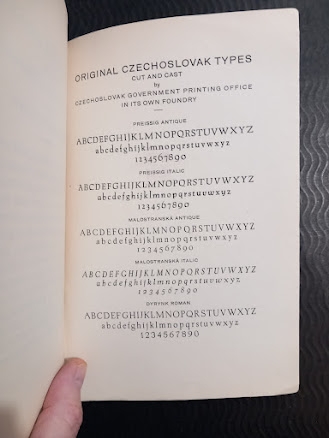 ORIGINAL CZECHOSLOVAK TYPES
CUT AND CAST
by
CZECHOSLOVAK GOVERNMENT PRINTING OFFICE
IN ITS OWN FOUNDRY
PREISSIG ANTIQUE
ABCDEFGHIJKLMNOPQRSTUVWXYZ
abcdefghijklmnopqrstuvwxyz
1234567890
PREISSIG ITALIC
ABCDEFGHIJKLMNOPQRSTUVWXYZ
abcdefghijklmnopqrstuvwxyz
1234567890
MALOSTRANSKÁ ANTIQUE
ABCDEFGHIJKLMNOPQRSTUVWXYZ
abcdefghijklmnopqrstuvwxyz
1234567890
MALOSTRANSKÁ ITALIC
ABCDEFGHIJKLMNOPQRSTUVWXYZ
abcdefghijklmnopqrstuvwxyz
1234567890
DYRYNK ROMAN
ABCDEFGHIJKLMNOPQRSTUVWXYZ
abcdefghijklmnopqrstuvwxyz
1234567890